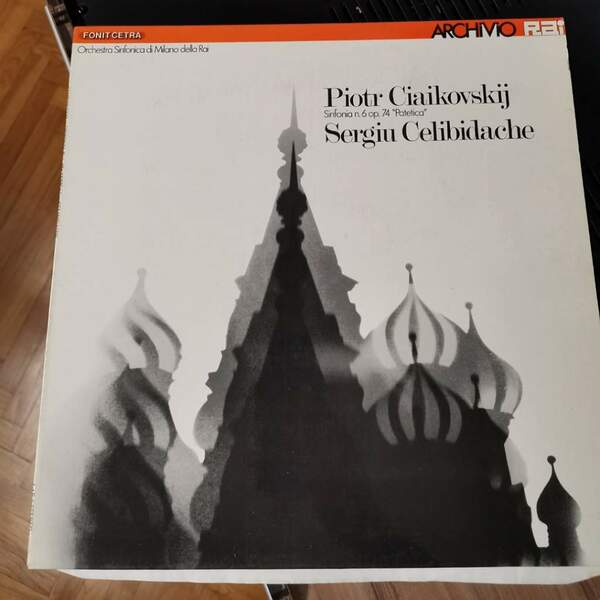 FONIT CETRA
ARCHIVIO Rai
Orchestra Sinfonica di Milano della Rai
Piotr Ciaikovskij
Sinfonia n. 6 op. 74 "Patetica"
Sergiu Celibidache